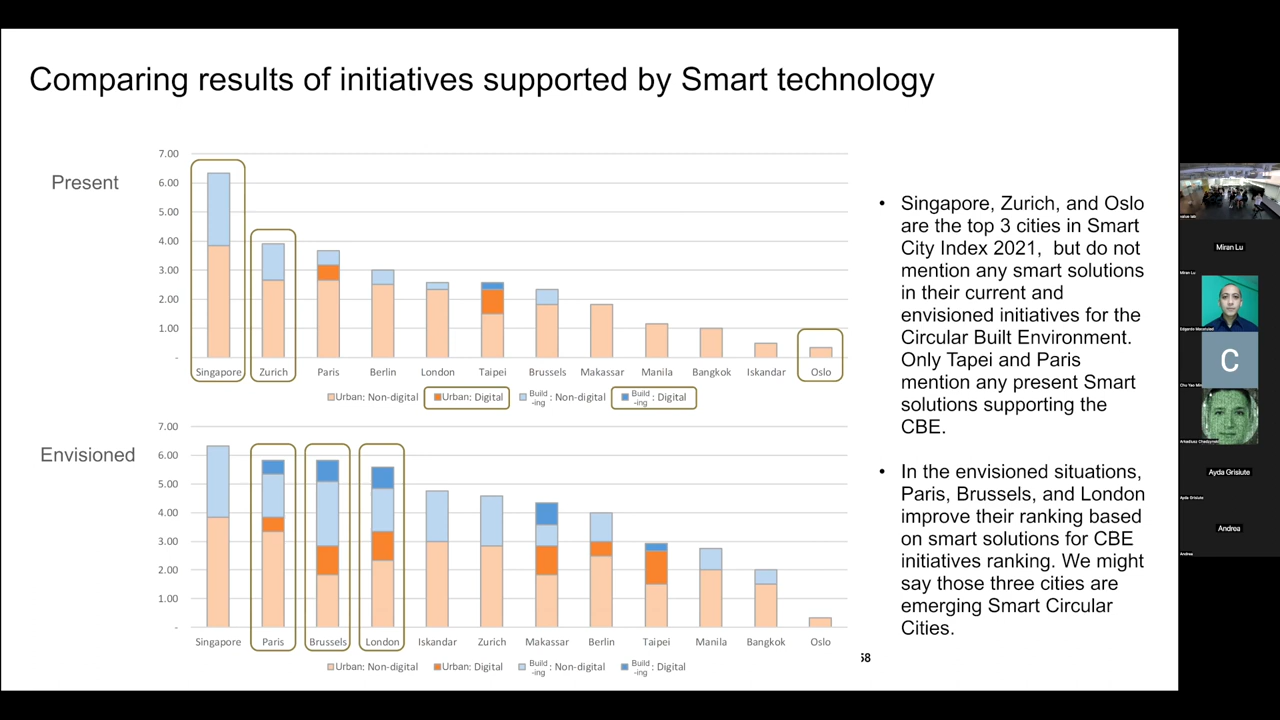 Comparing results of initiatives supported by Smart technology
Present
7.00
6.00
5.00
4.00
3.00
2.00
1.00
-
Singapore Zurich Paris Berlin London Taipei Brussels Makassar Manila Bangkok Iskandar Oslo
Urban: Non-digital Urban: Digital Build -ing : Non-digital Build -ing : Digital
Envisioned
7.00
6.00
5.00
4.00
3.00
2.00
1.00
-
Singapore Paris Brussels London Iskandar Zurich Makassar Berlin Taipei Manila Bangkok Oslo
Urban: Non-digital Urban: Digital Build -ing : Non-digital Build -ing : Digital
• Singapore, Zurich, and Oslo
are the top 3 cities in Smart
City Index 2021, but do not
mention any smart solutions
in their current and
envisioned initiatives for the
Circular Built Environment.
Only Tapei and Paris
mention any present Smart
solutions supporting the
CBE.
• In the envisioned situations,
Paris, Brussels, and London
improve their ranking based
on smart solutions for CBE
initiatives ranking. We might
say those three cities are
emerging Smart Circular
Cities.
58
value lab
Miran Lu
Miran Lu
C
Ayda Grisiute
Ayda Grisiute
Andrea
Andrea